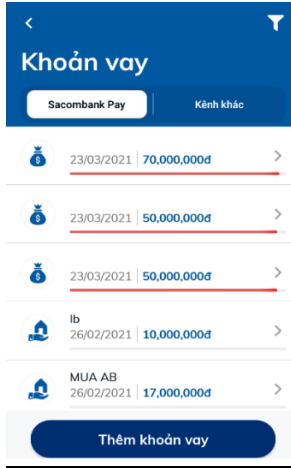 Khoản vay
Sacombank Pay Kênh khác
23/03/2021 70,000,000đ
23/03/2021 50,000,000đ
23/03/2021 50,000,000đ
lb
26/02/2021 10,000,000đ
MUA AB
26/02/2021 17,000,000đ
Thêm khoản vay